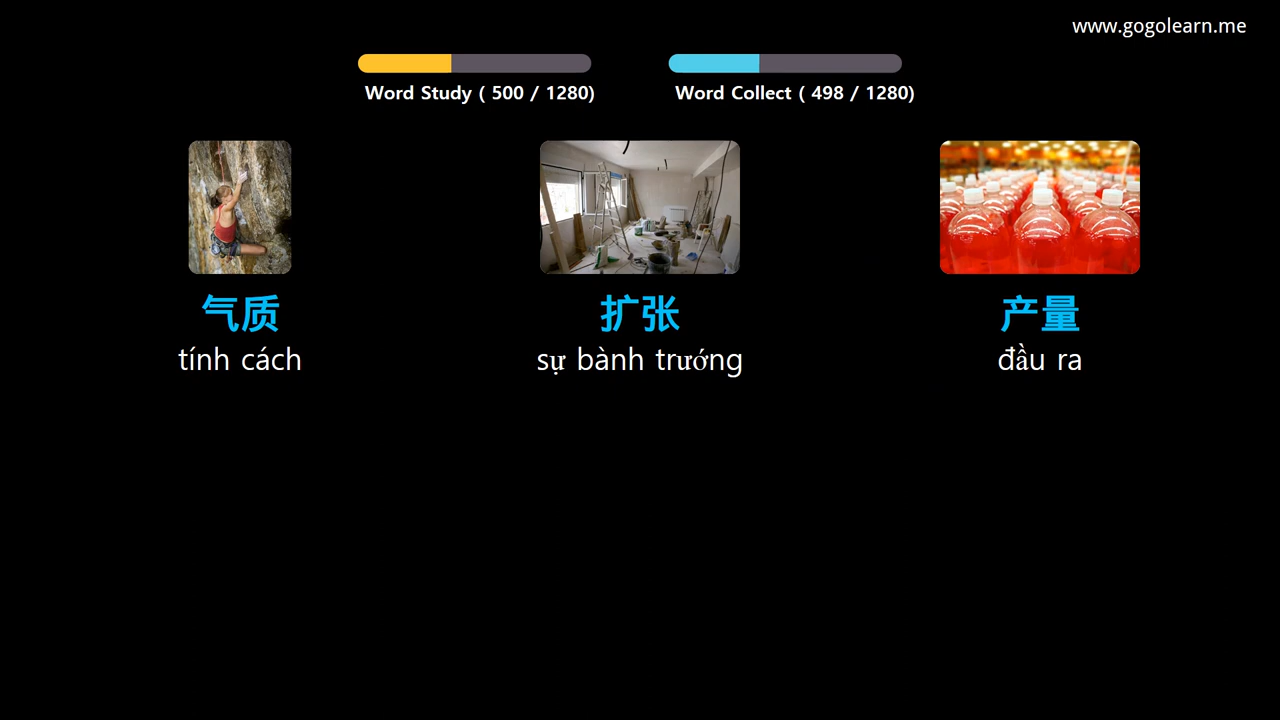 www.gogolearn.me
Word Study ( 500 / 1280)
Word Collect ( 498 / 1280)
气质
扩张
产量
tính cách
sự bành trướng
đầu ra